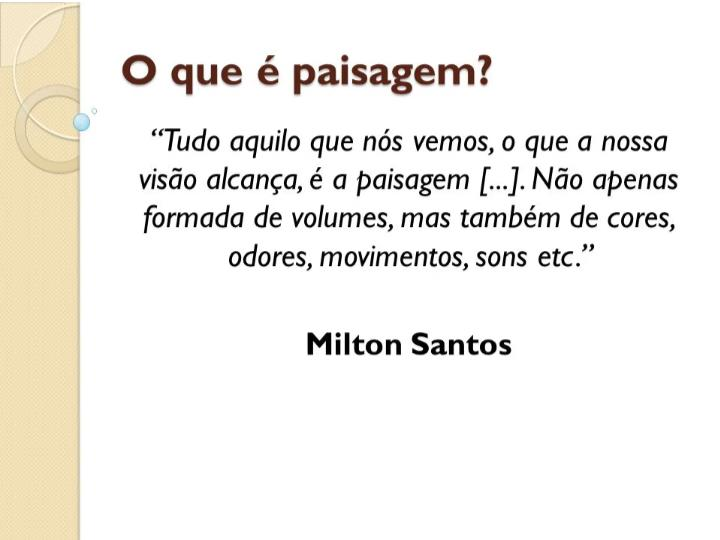 O que é paisagem?
“Tudo aquilo que nós vemos, o que a nossa
visão alcança, é a paisagem [...]. Não apenas
formada de volumes, mas também de cores,
odores, movimentos, sons etc.”
Milton Santos